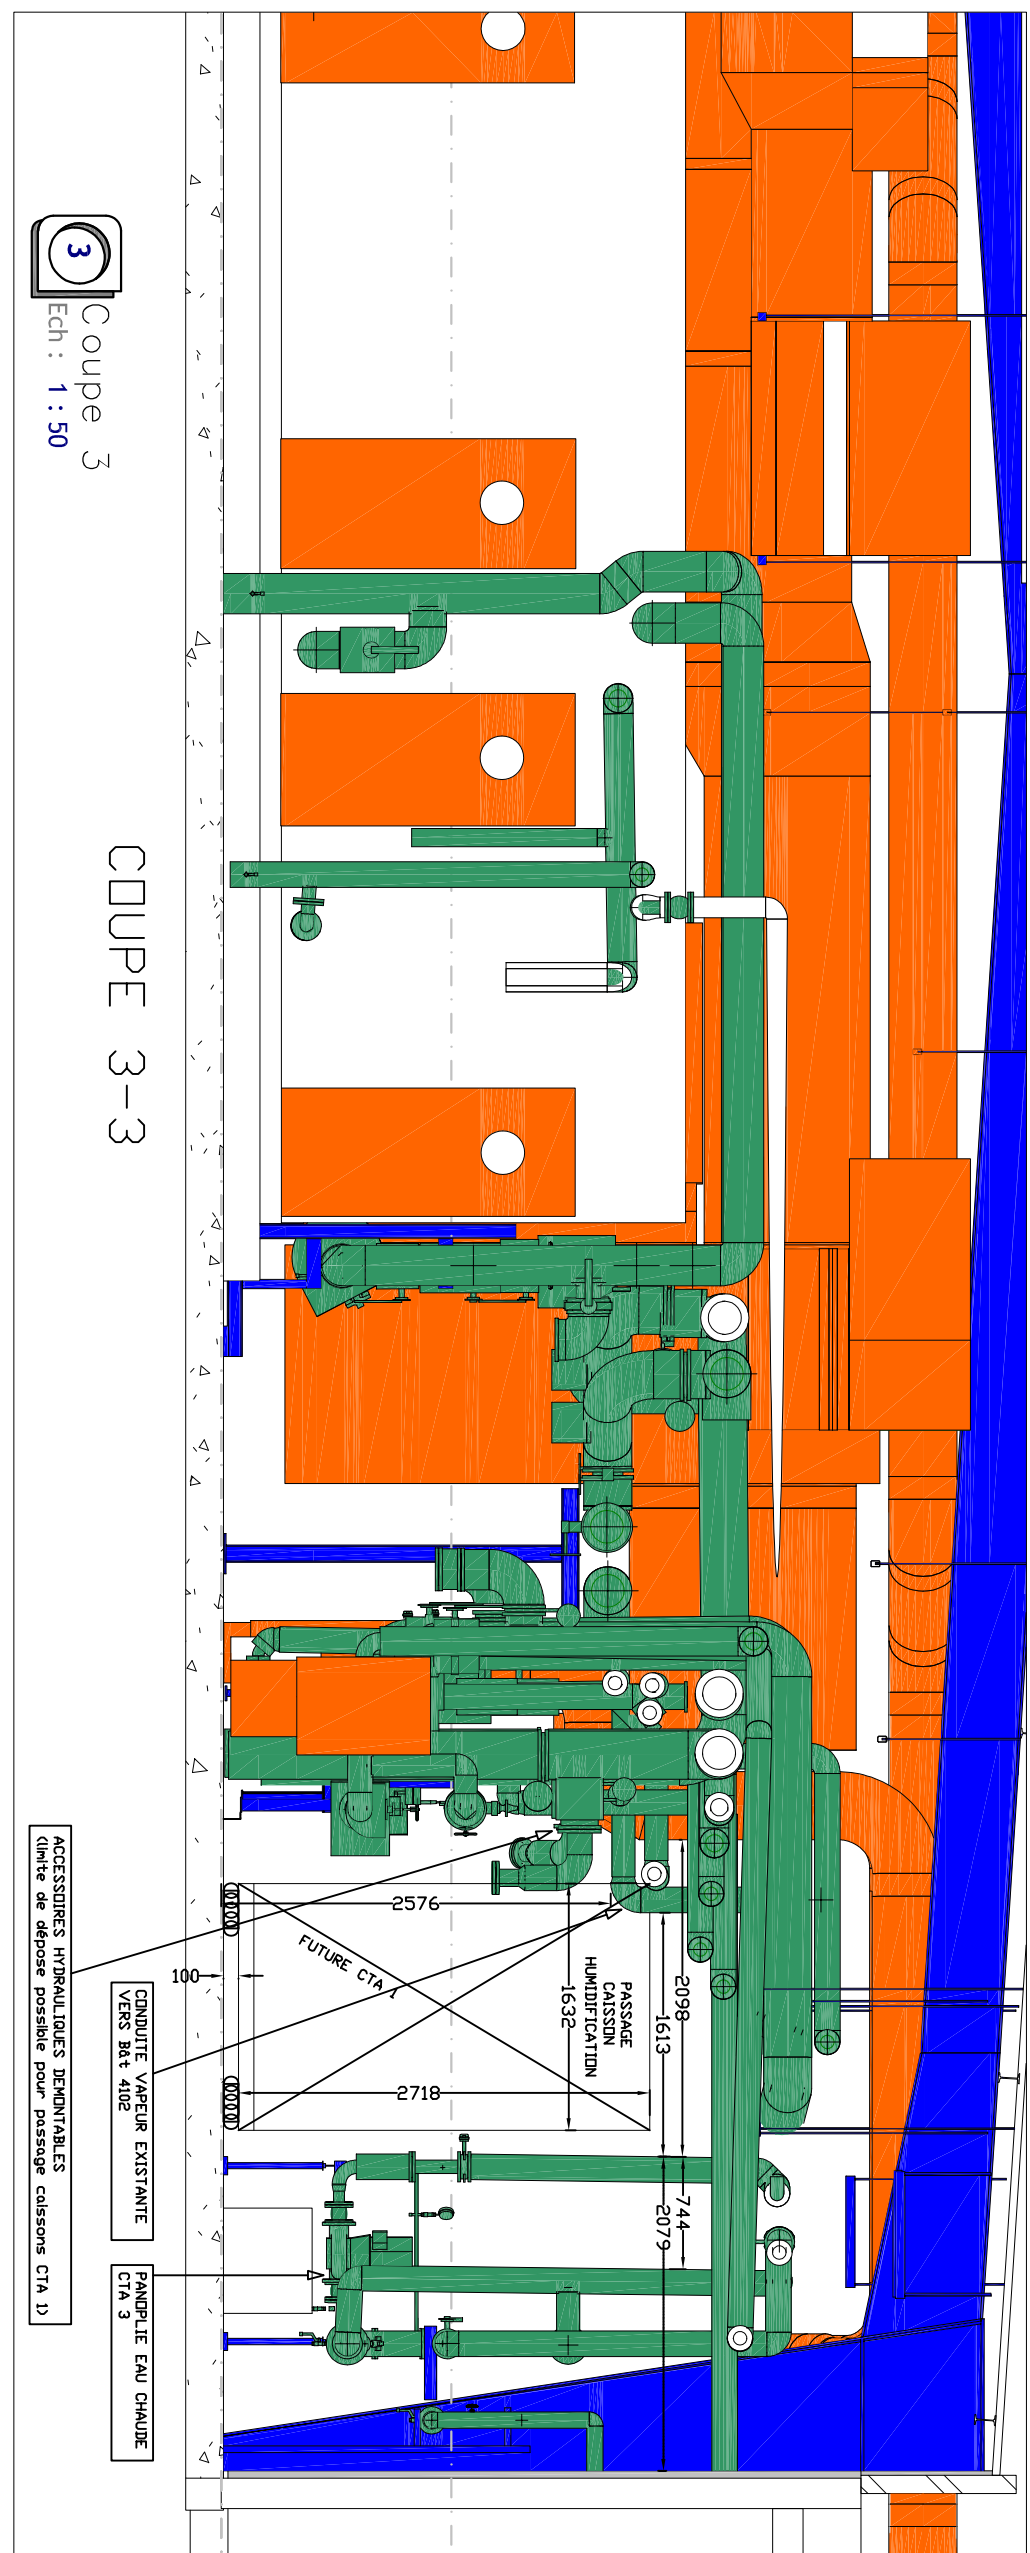 3
Coupe 3
Ech : 1 : 50
COUPE 3-3
2098
1613
744
2079
PASSAGE
CAISSON
HUMIDIFICATION
1632
2576
FUTURE CTA 1
2718
100
CONDUITE VAPEUR EXISTANTE
VERS Bât 4102
PANOPLIE EAU CHAUDE
CTA 3
ACCESSOIRES HYDRAULIQUES DEMONTABLES
(limite de dépose possible pour passage caissons CTA 1)